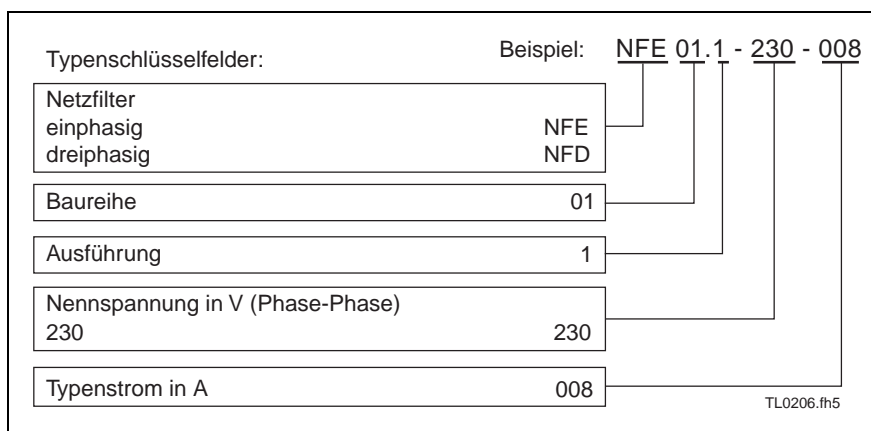 Typenschlüsselfelder: Beispiel: NFE 01.1 - 230 - 008
Netzfilter
einphasig NFE
dreiphasig NFD
Baureihe 01
Ausführung 1
Nennspannung in V (Phase-Phase)
230 230
Typenstrom in A 008
TL0206.fh5